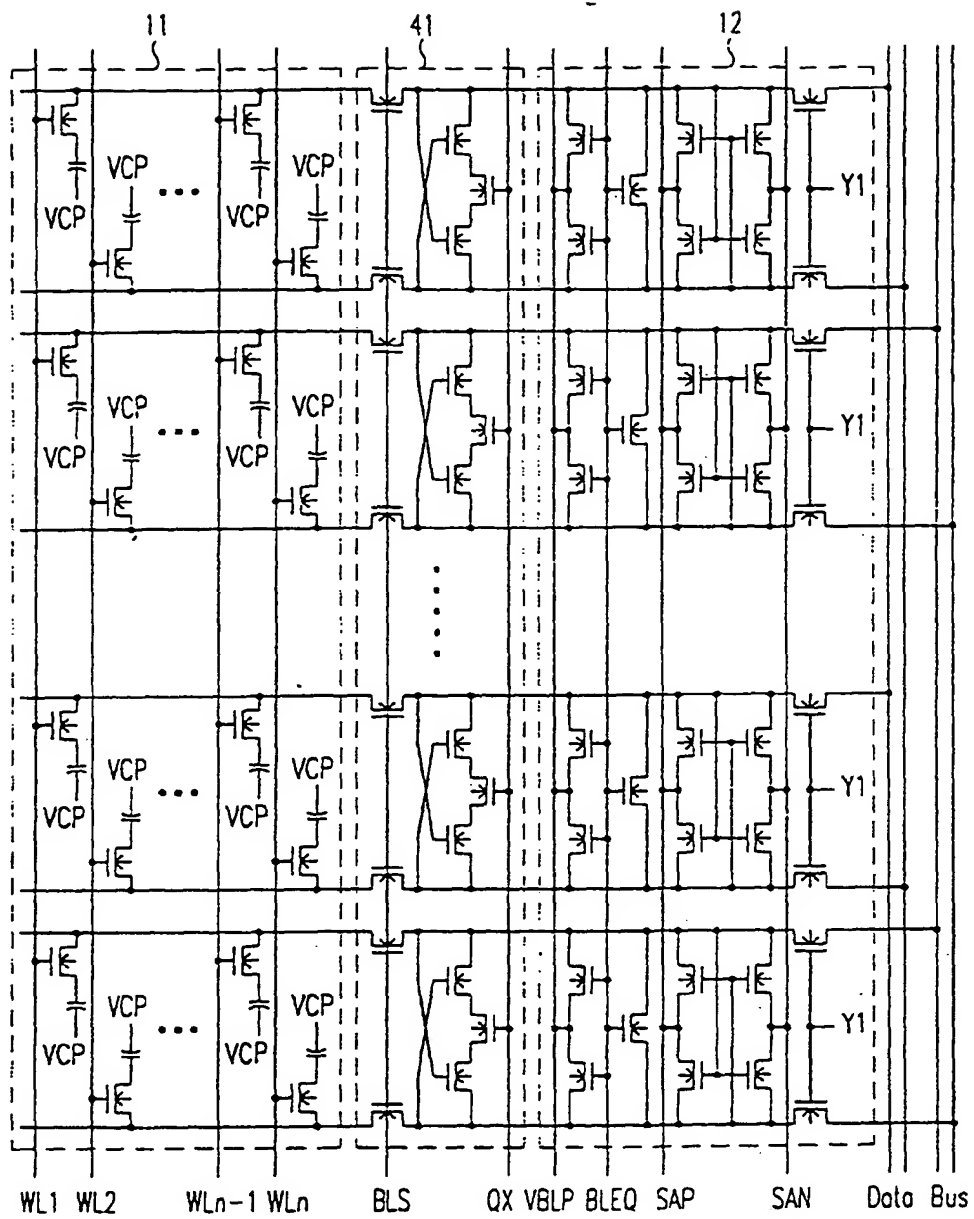 11 41 12
VCP VCP
VCP VCP Y1
VCP VCP
VCP VCP Y1
VCP VCP
VCP VCP Y1
VCP VCP
VCP VCP Y1
WL1 WL2 WLn-1 WLn BLS QX VBLP BLEQ SAP SAN Data Bus